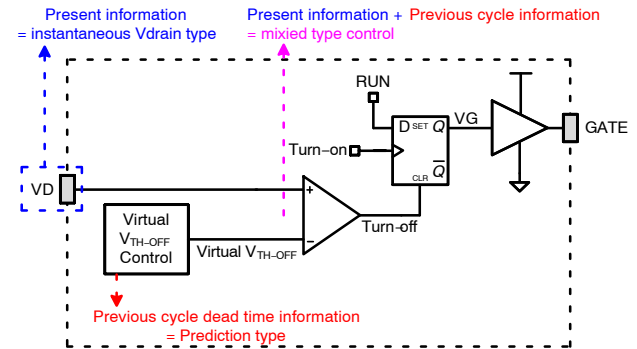 Present information
= instantaneous Vdrain type
Present information + Previous cycle information
= mixied type control
RUN
D SET Q
VG
GATE
Turn−on
Q̅
CLR
VD
+
Virtual
VTH−OFF
Control
−
Virtual VTH−OFF
Turn-off
Previous cycle dead time information
= Prediction type